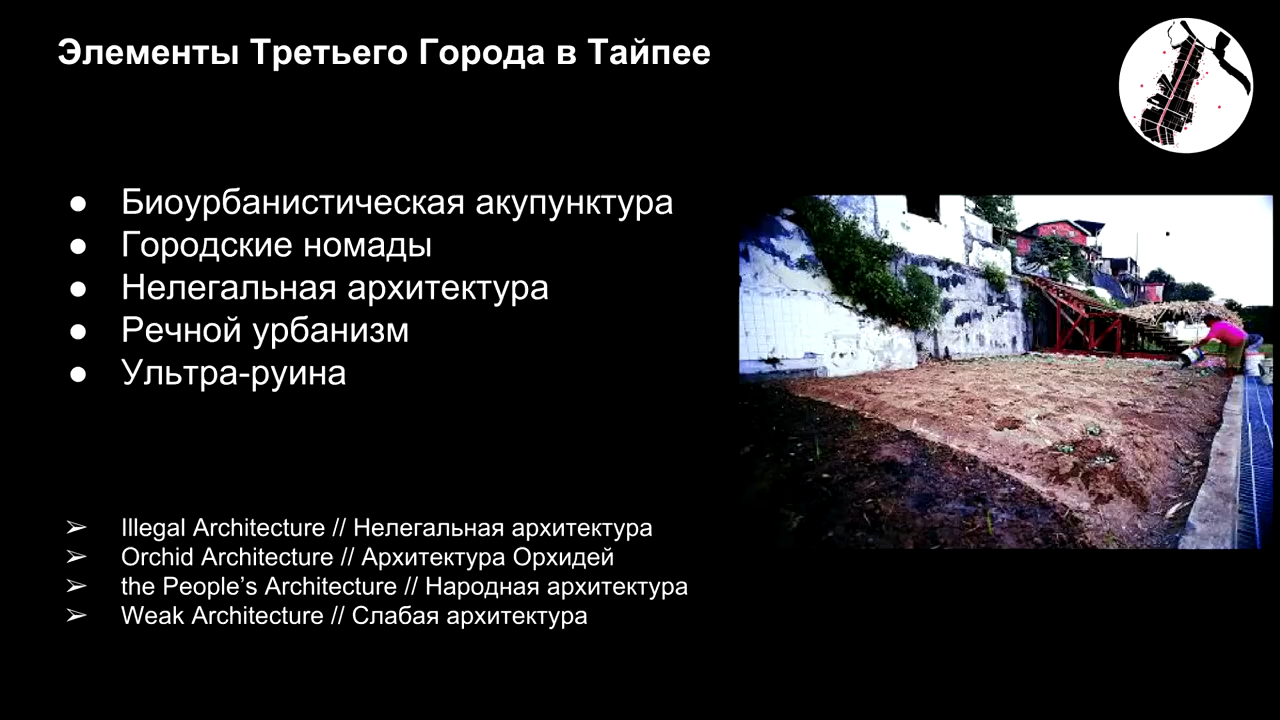 Элементы Третьего Города в Тайпее
● Биоурбанистическая акупунктура
● Городские номады
● Нелегальная архитектура
● Речной урбанизм
● Ультра-руина
➢ Illegal Architecture // Нелегальная архитектура
➢ Orchid Architecture // Архитектура Орхидей
➢ the People’s Architecture // Народная архитектура
➢ Weak Architecture // Слабая архитектура